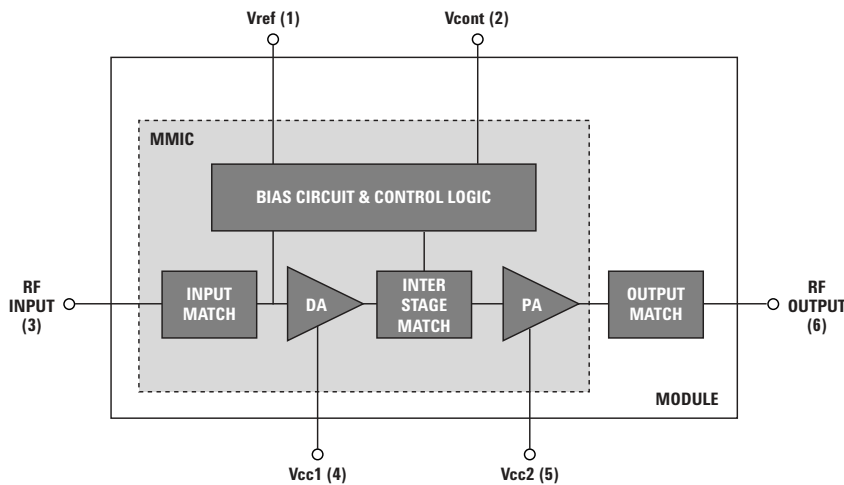 Vref (1)
Vcont (2)
MMIC
BIAS CIRCUIT & CONTROL LOGIC
RF
INPUT
(3)
INPUT
MATCH
DA
INTER
STAGE
MATCH
PA
OUTPUT
MATCH
RF
OUTPUT
(6)
MODULE
Vcc1 (4)
Vcc2 (5)